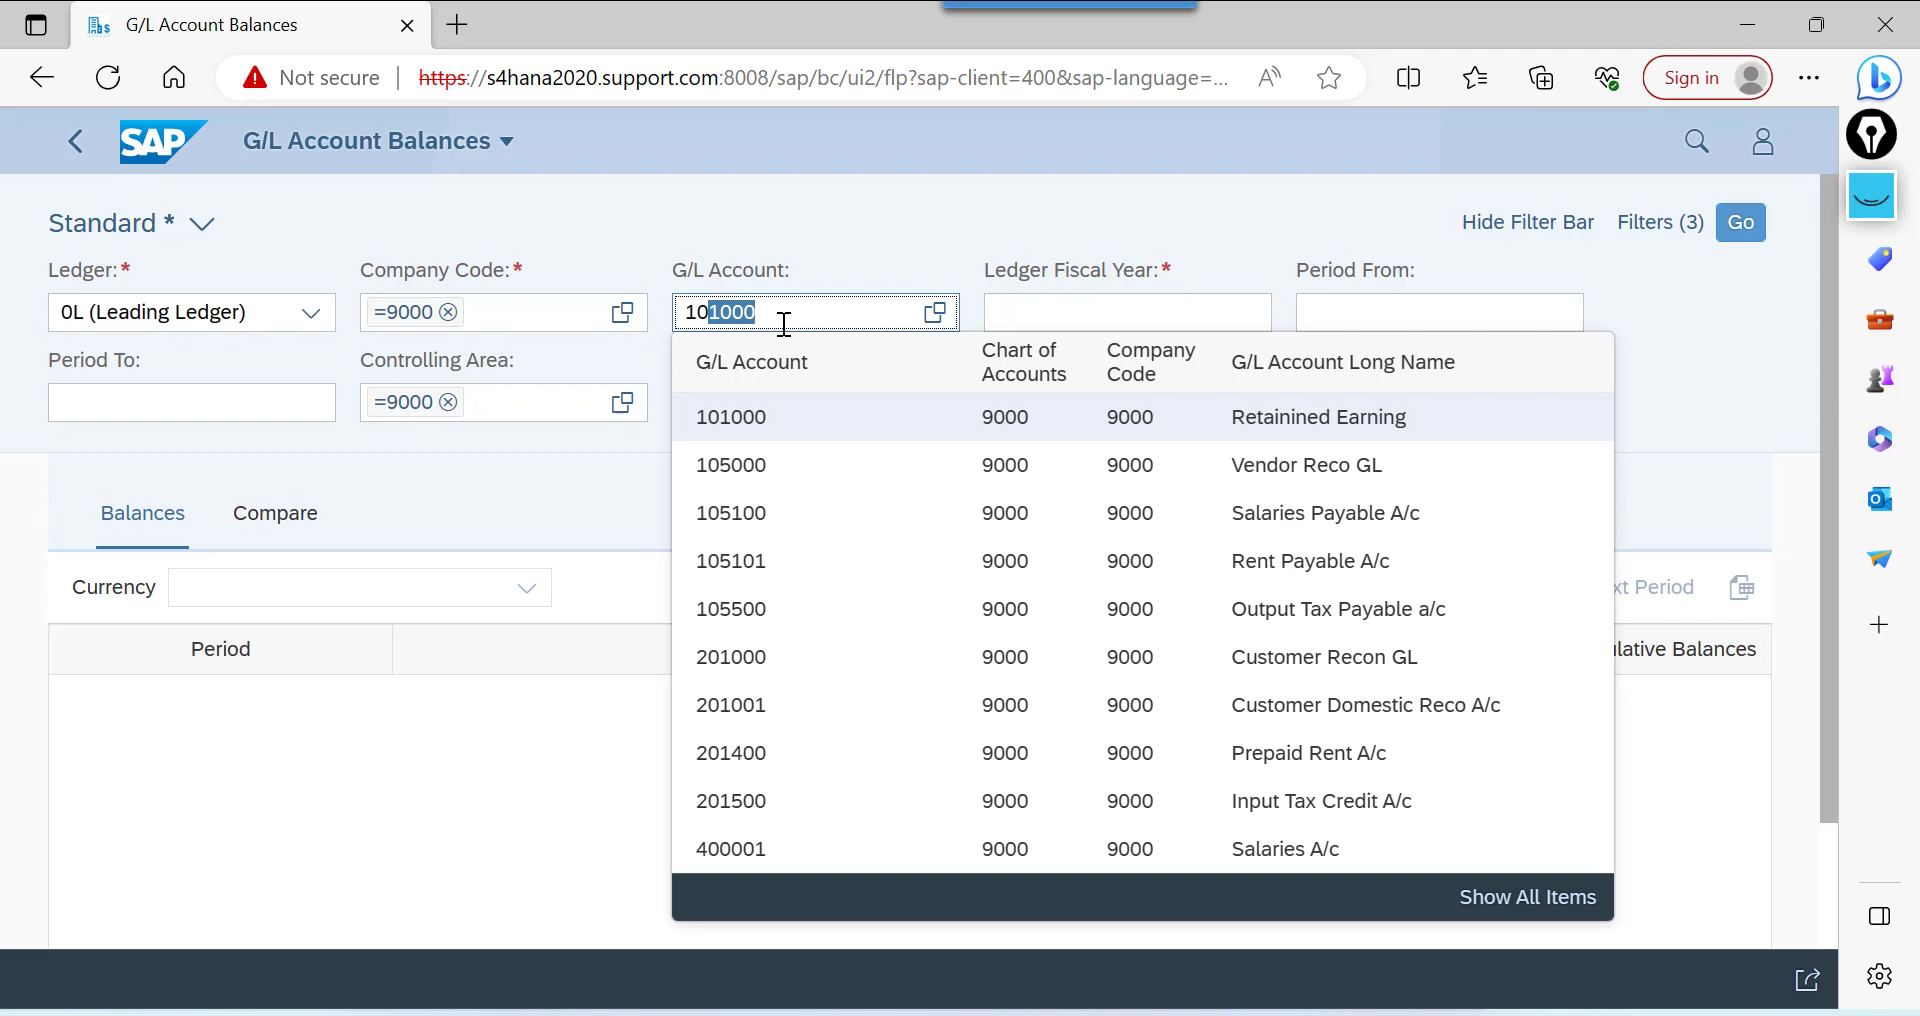 G/L Account Balances
Not secure
https://s4hana2020.support.com:8008/sap/bc/ui2/flp?sap-client=400&sap-language=...
Sign in
SAP
G/L Account Balances
Standard *
Hide Filter Bar
Filters (3)
Go
Ledger:*
Company Code:*
G/L Account:
Ledger Fiscal Year:*
Period From:
0L (Leading Ledger)
=9000
101000
Period To:
Controlling Area:
=9000
G/L Account Chart of Accounts Company Code G/L Account Long Name
101000 9000 9000 Retainined Earning
105000 9000 9000 Vendor Reco GL
105100 9000 9000 Salaries Payable A/c
105101 9000 9000 Rent Payable A/c
105500 9000 9000 Output Tax Payable a/c
201000 9000 9000 Customer Recon GL
201001 9000 9000 Customer Domestic Reco A/c
201400 9000 9000 Prepaid Rent A/c
201500 9000 9000 Input Tax Credit A/c
400001 9000 9000 Salaries A/c
Show All Items
Balances
Compare
Currency
xt Period
Period
lative Balances